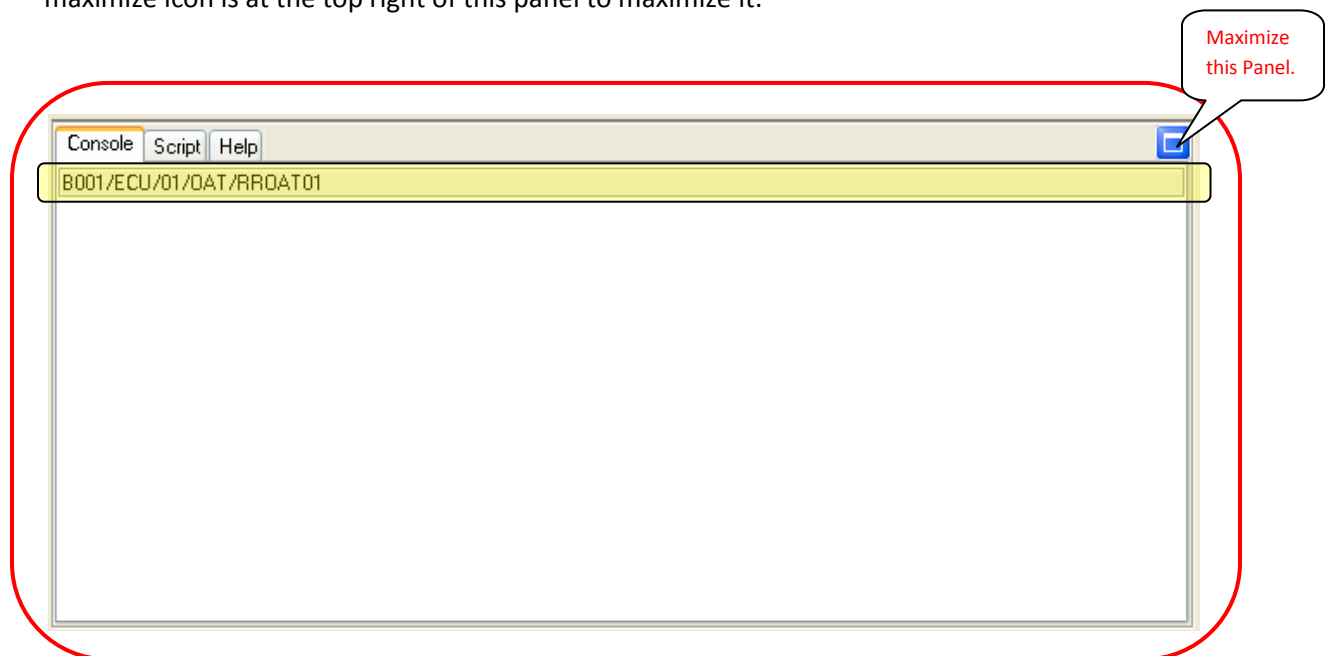 maximize icon is at the top right of this panel to maximize it.
Maximize
this Panel.
Console Script Help
B001/ECU/01/OAT/RROAT01